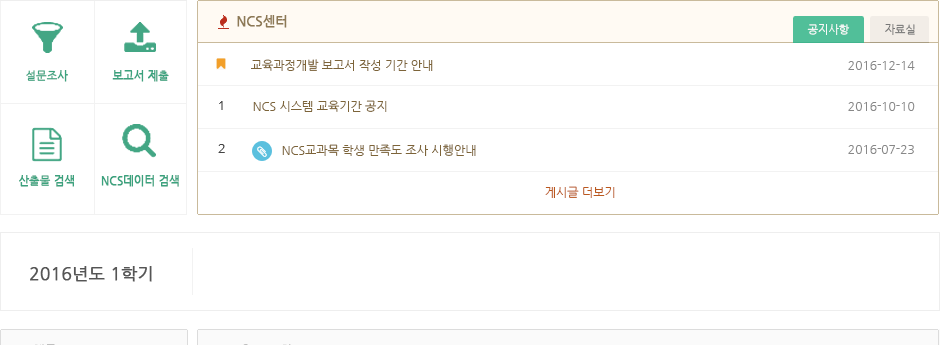 설문조사
보고서 제출
산출물 검색
NCS데이터 검색
NCS센터
공지사항
자료실
교육과정개발 보고서 작성 기간 안내 2016-12-14
1 NCS 시스템 교육기간 공지 2016-10-10
2 NCS교과목 학생 만족도 조사 시행안내 2016-07-23
게시글 더보기
2016년도 1학기